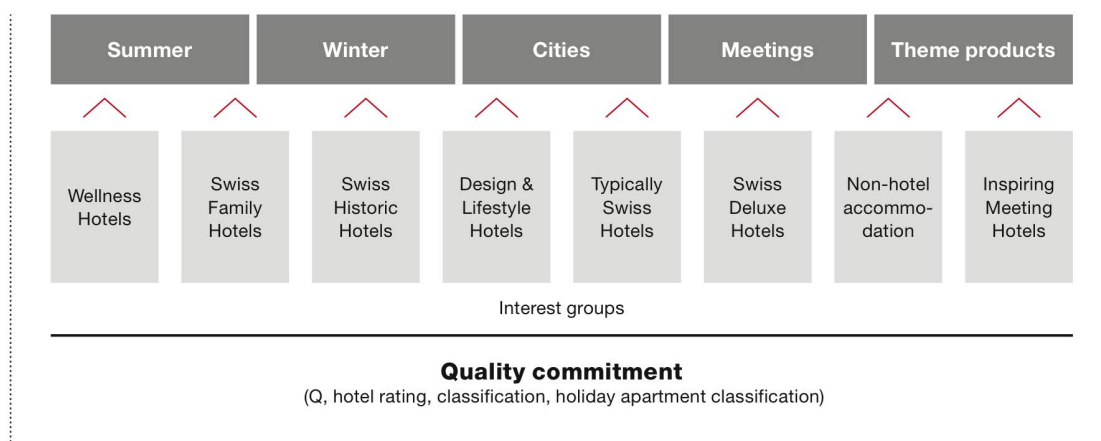 Summer
Winter
Cities
Meetings
Theme products
Wellness
Hotels
Swiss
Family
Hotels
Swiss
Historic
Hotels
Design &
Lifestyle
Hotels
Typically
Swiss
Hotels
Swiss
Deluxe
Hotels
Non-hotel
accommo-
dation
Inspiring
Meeting
Hotels
Interest groups
Quality commitment
(Q, hotel rating, classification, holiday apartment classification)